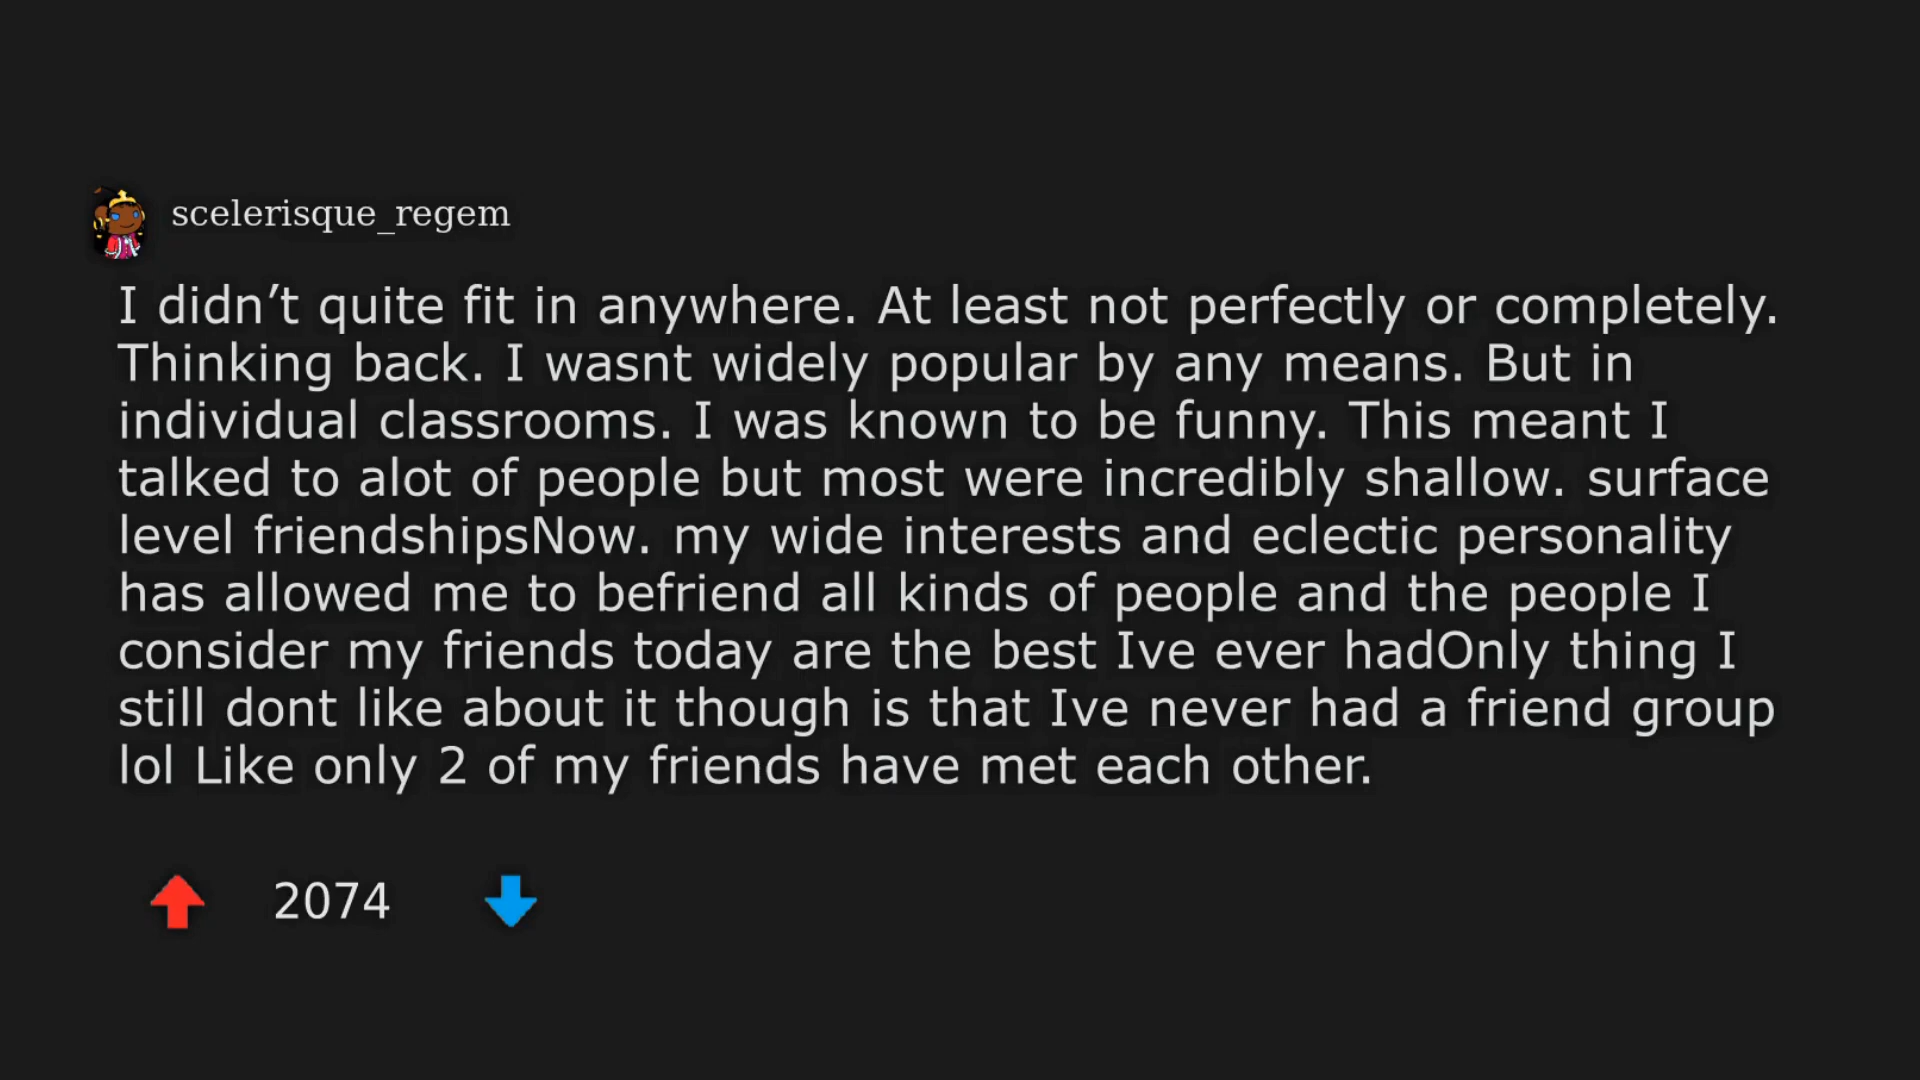 scelerisque_regem
I didn’t quite fit in anywhere. At least not perfectly or completely.
Thinking back. I wasnt widely popular by any means. But in
individual classrooms. I was known to be funny. This meant I
talked to alot of people but most were incredibly shallow. surface
level friendshipsNow. my wide interests and eclectic personality
has allowed me to befriend all kinds of people and the people I
consider my friends today are the best Ive ever hadOnly thing I
still dont like about it though is that Ive never had a friend group
lol Like only 2 of my friends have met each other.
2074